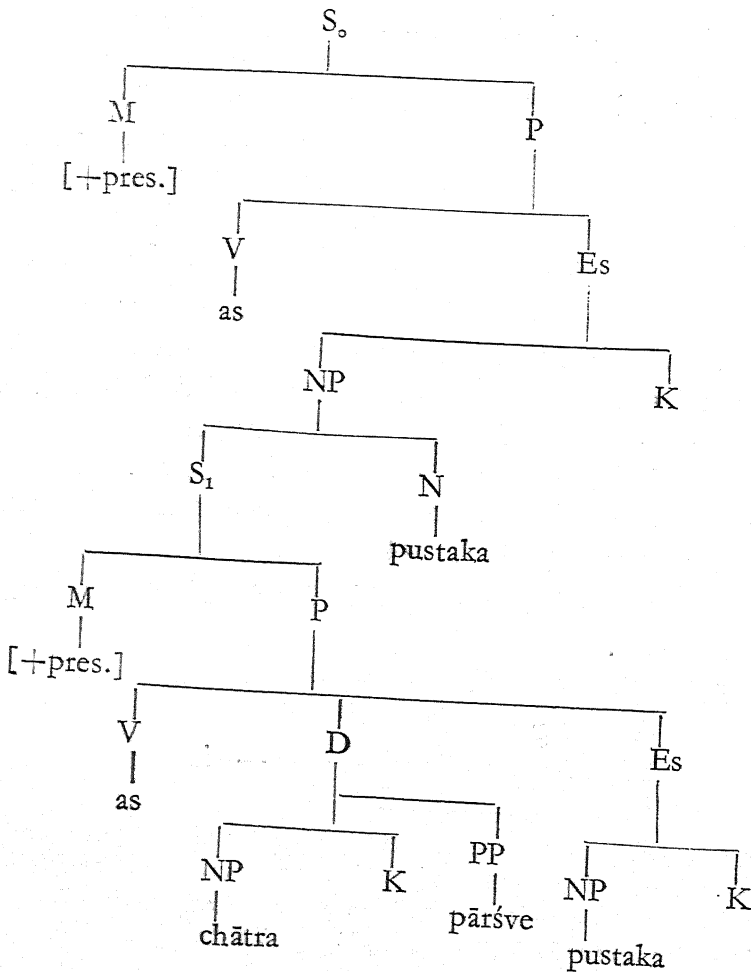 S₀
M P
[+pres.]
V Es
as
NP K
S₁ N
pustaka
M P
[+pres.]
V D Es
as
NP K PP NP K
chātra pārśve pustaka